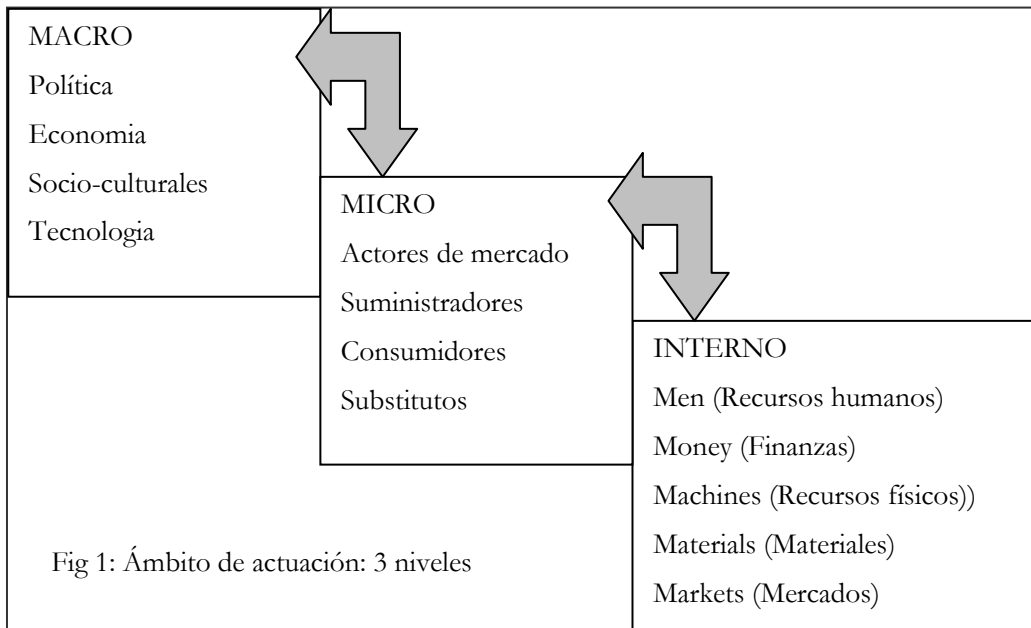 MACRO
Política
Economia
Socio-culturales
Tecnologia
MICRO
Actores de mercado
Suministradores
Consumidores
Substitutos
INTERNO
Men (Recursos humanos)
Money (Finanzas)
Machines (Recursos físicos))
Materials (Materiales)
Markets (Mercados)
Fig 1: Ámbito de actuación: 3 niveles